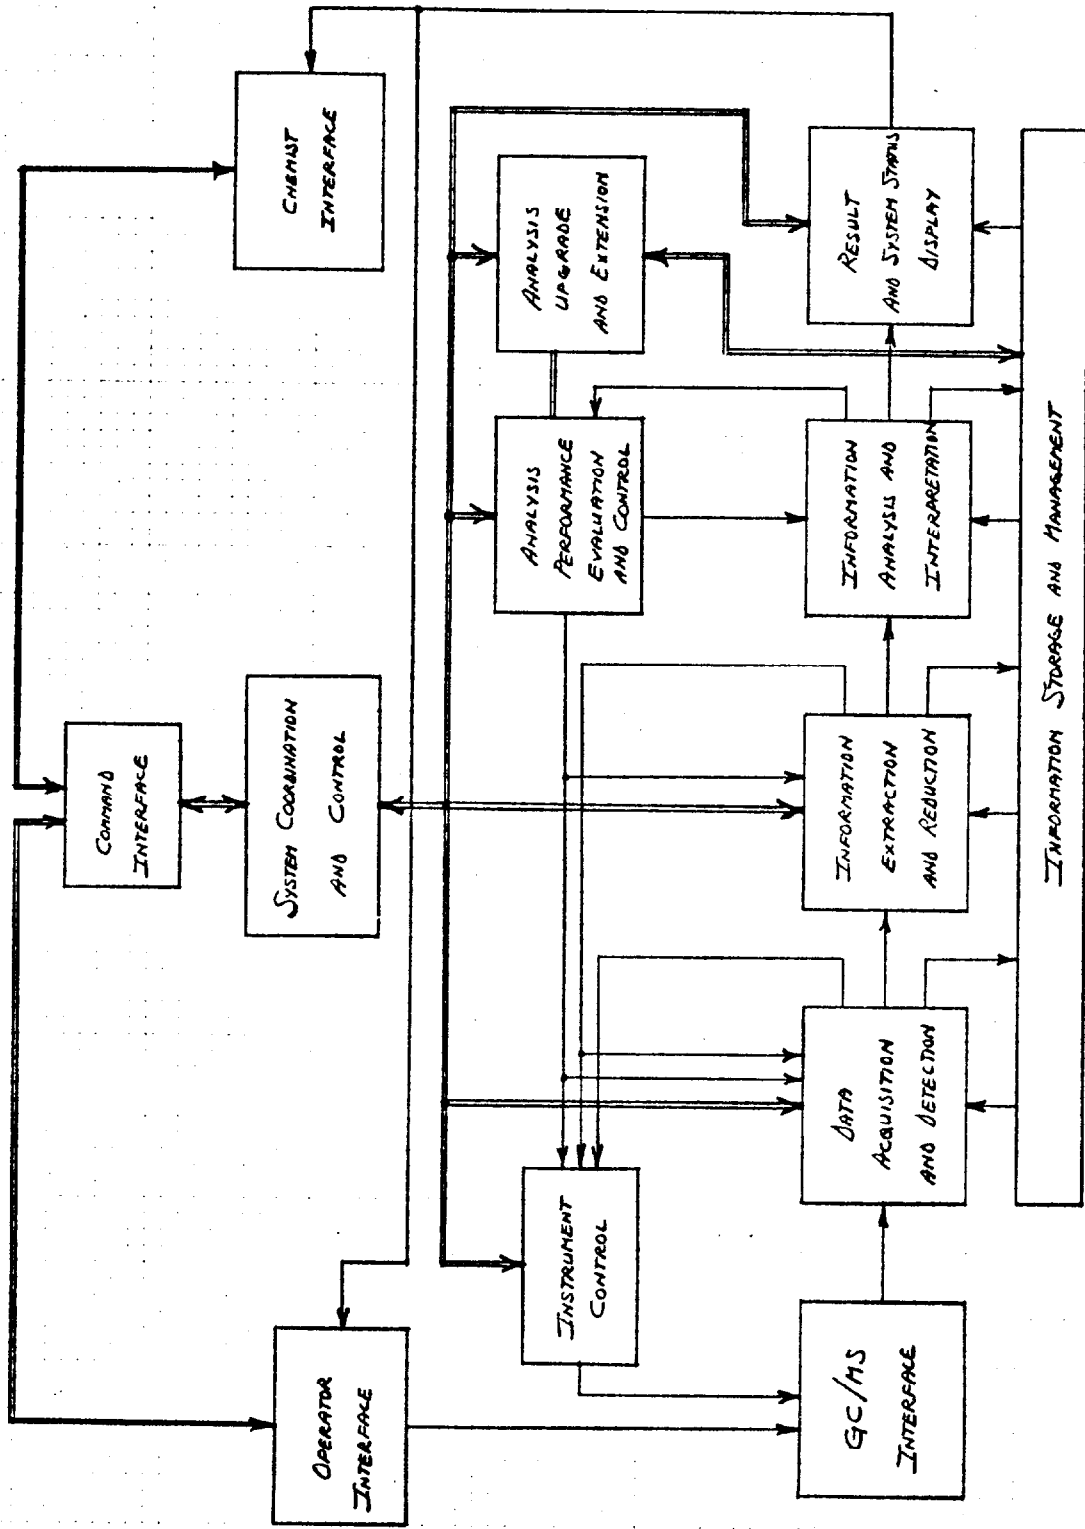 COMMAND
INTERFACE
OPERATOR
INTERFACE
SYSTEM COORDINATION
AND CONTROL
CHEMIST
INTERFACE
INSTRUMENT
CONTROL
ANALYSIS
PERFORMANCE
EVALUATION
AND CONTROL
ANALYSIS
UPGRADE
AND EXTENSION
GC/MS
INTERFACE
DATA
ACQUISITION
AND DETECTION
INFORMATION
EXTRACTION
AND REDUCTION
INFORMATION
ANALYSIS AND
INTERPRETATION
RESULT
AND SYSTEM STATUS
DISPLAY
INFORMATION STORAGE AND MANAGEMENT